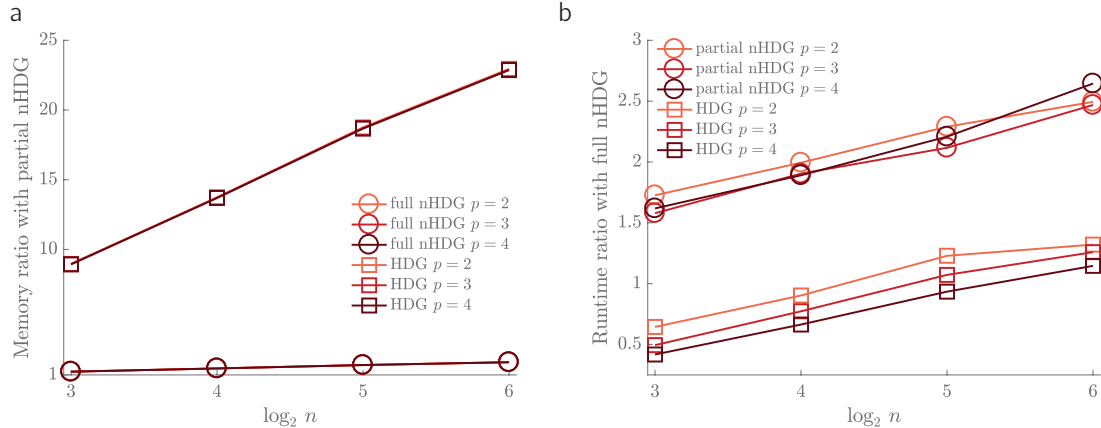 a
Memory ratio with partial nHDG
25
20
15
10
1
3
4
5
6
log₂ n
full nHDG p = 2
full nHDG p = 3
full nHDG p = 4
HDG p = 2
HDG p = 3
HDG p = 4
b
Runtime ratio with full nHDG
3
2.5
2
1.5
1
0.5
3
4
5
6
log₂ n
partial nHDG p = 2
partial nHDG p = 3
partial nHDG p = 4
HDG p = 2
HDG p = 3
HDG p = 4